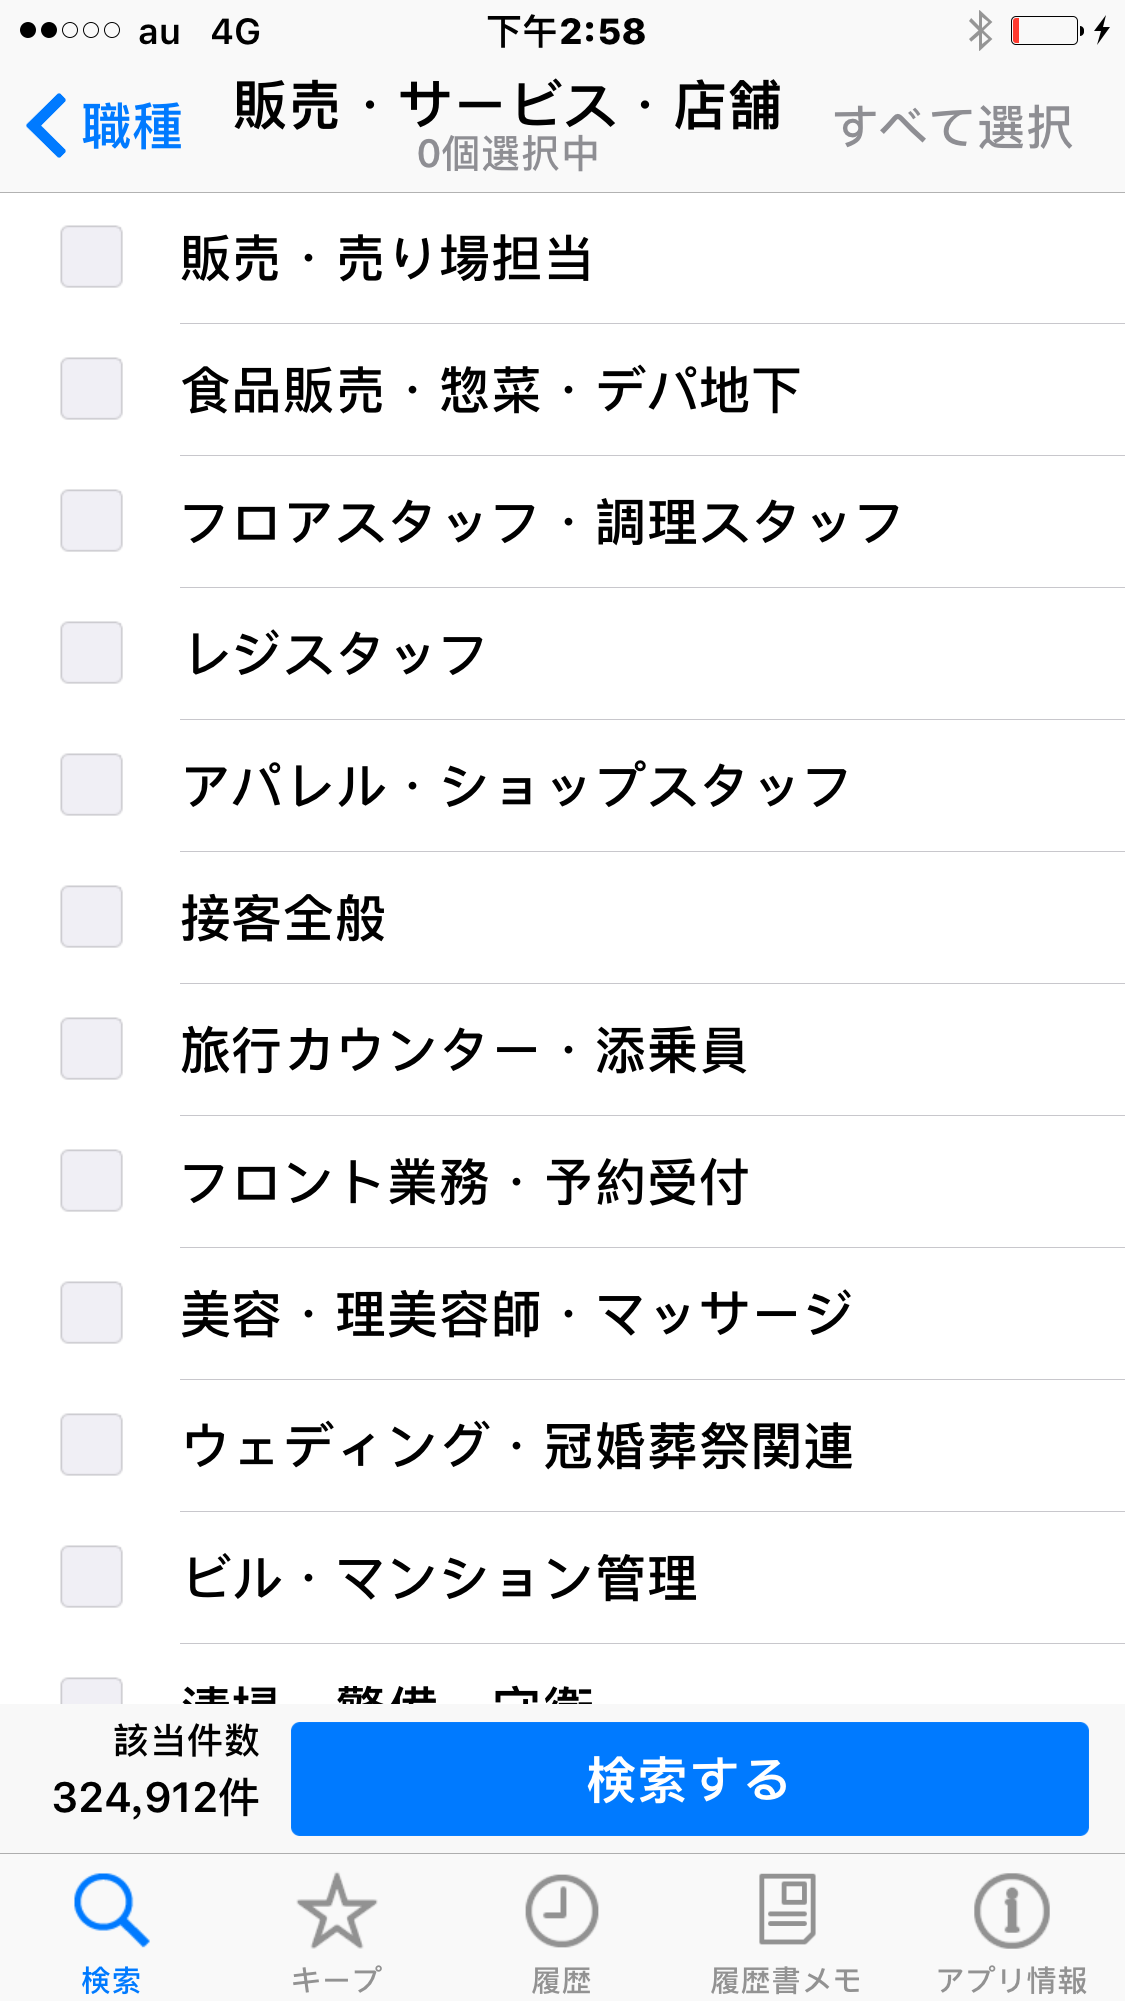 au 4G 下午2:58
職種 販売・サービス・店舗 すべて選択
0個選択中
販売・売り場担当
食品販売・惣菜・デパ地下
フロアスタッフ・調理スタッフ
レジスタッフ
アパレル・ショップスタッフ
接客全般
旅行カウンター・添乗員
フロント業務・予約受付
美容・理美容師・マッサージ
ウェディング・冠婚葬祭関連
ビル・マンション管理
清掃・警備・守衛
該当件数
324,912件
検索する
検索 キープ 履歴 履歴書メモ アプリ情報